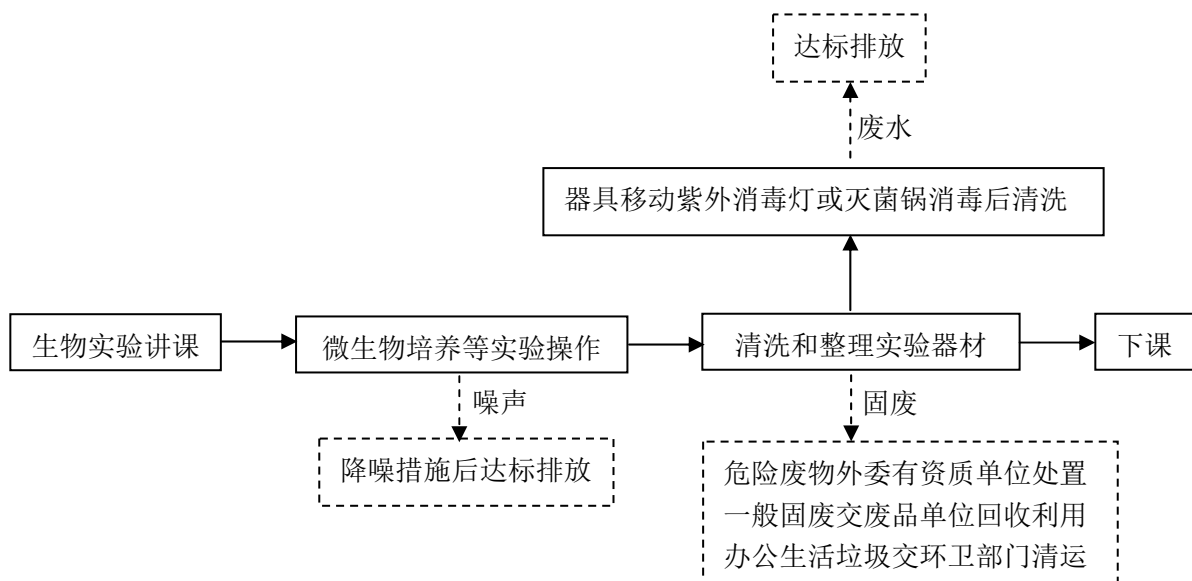 达标排放
废水
器具移动紫外消毒灯或灭菌锅消毒后清洗
生物实验讲课
微生物培养等实验操作
清洗和整理实验器材
下课
噪声
固废
降噪措施后达标排放
危险废物外委有资质单位处置
一般固废交废品单位回收利用
办公生活垃圾交环卫部门清运